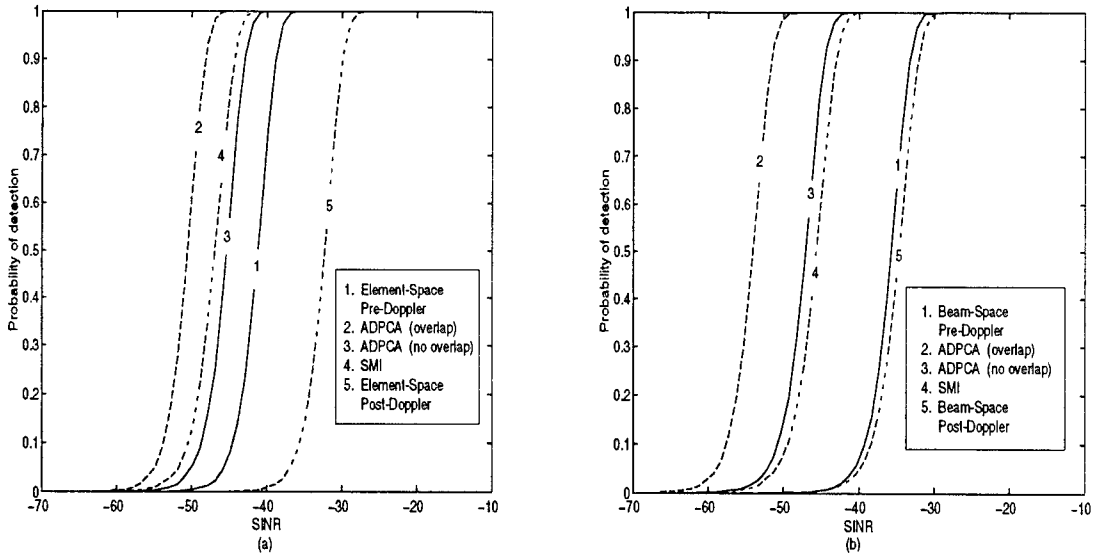 1
0.9
0.8
0.7
0.6
0.5
0.4
0.3
0.2
0.1
0
Probability of detection
2
4
3
1
5
1. Element-Space
Pre-Doppler
2. ADPCA (overlap)
3. ADPCA (no overlap)
4. SMI
5. Element-Space
Post-Doppler
-70
-60
-50
-40
-30
-20
-10
SINR
(a)
1
0.9
0.8
0.7
0.6
0.5
0.4
0.3
0.2
0.1
0
Probability of detection
2
3
1
4
5
1. Beam-Space
Pre-Doppler
2. ADPCA (overlap)
3. ADPCA (no overlap)
4. SMI
5. Beam-Space
Post-Doppler
-70
-60
-50
-40
-30
-20
-10
SINR
(b)